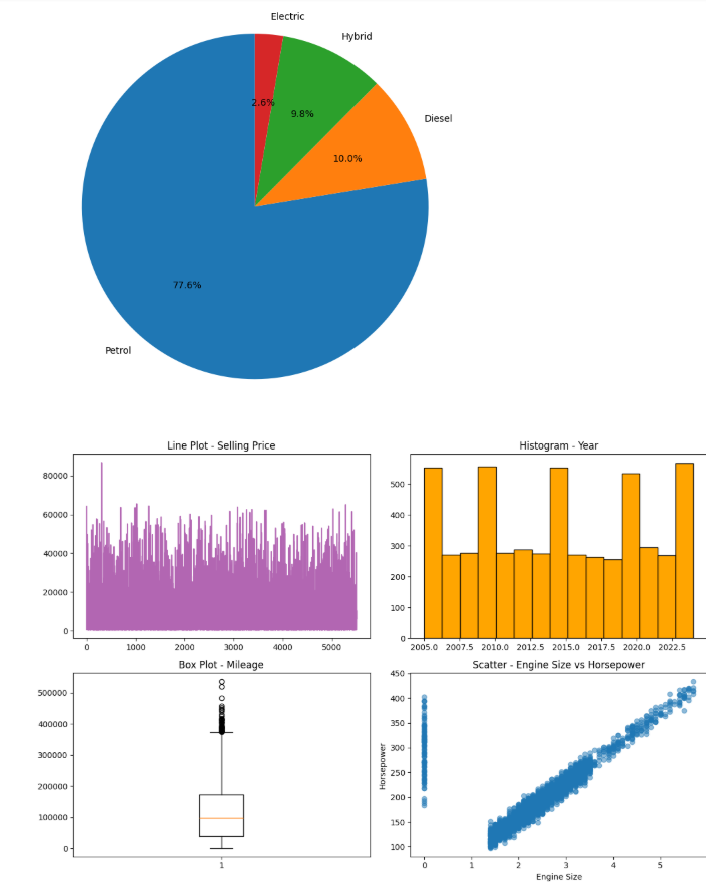 Electric
Hybrid
Diesel
2.6%
9.8%
10.0%
77.6%
Petrol
Line Plot - Selling Price
80000
60000
40000
20000
0
0 1000 2000 3000 4000 5000
Histogram - Year
500
400
300
200
100
0
2005.0 2007.5 2010.0 2012.5 2015.0 2017.5 2020.0 2022.5
Box Plot - Mileage
500000
400000
300000
200000
100000
0
1
Scatter - Engine Size vs Horsepower
Horsepower
450
400
350
300
250
200
150
100
0 1 2 3 4 5
Engine Size